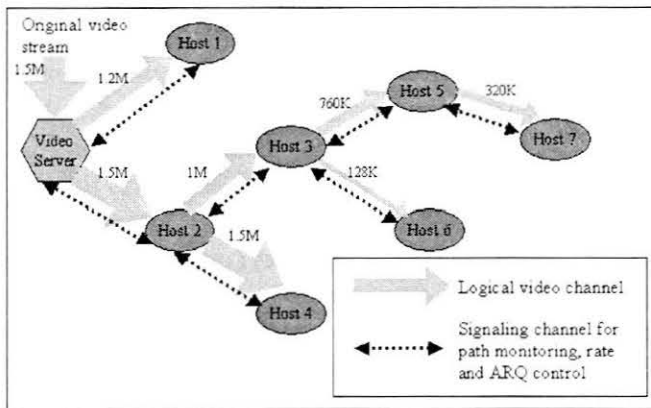 Original video
stream
1.5M
1.2M
Host 1
Video
Server
1.5M
Host 2
1M
1.5M
Host 4
Host 3
760K
128K
Host 5
320K
Host 7
Host 6
Logical video channel
Signaling channel for
path monitoring, rate
and ARQ control